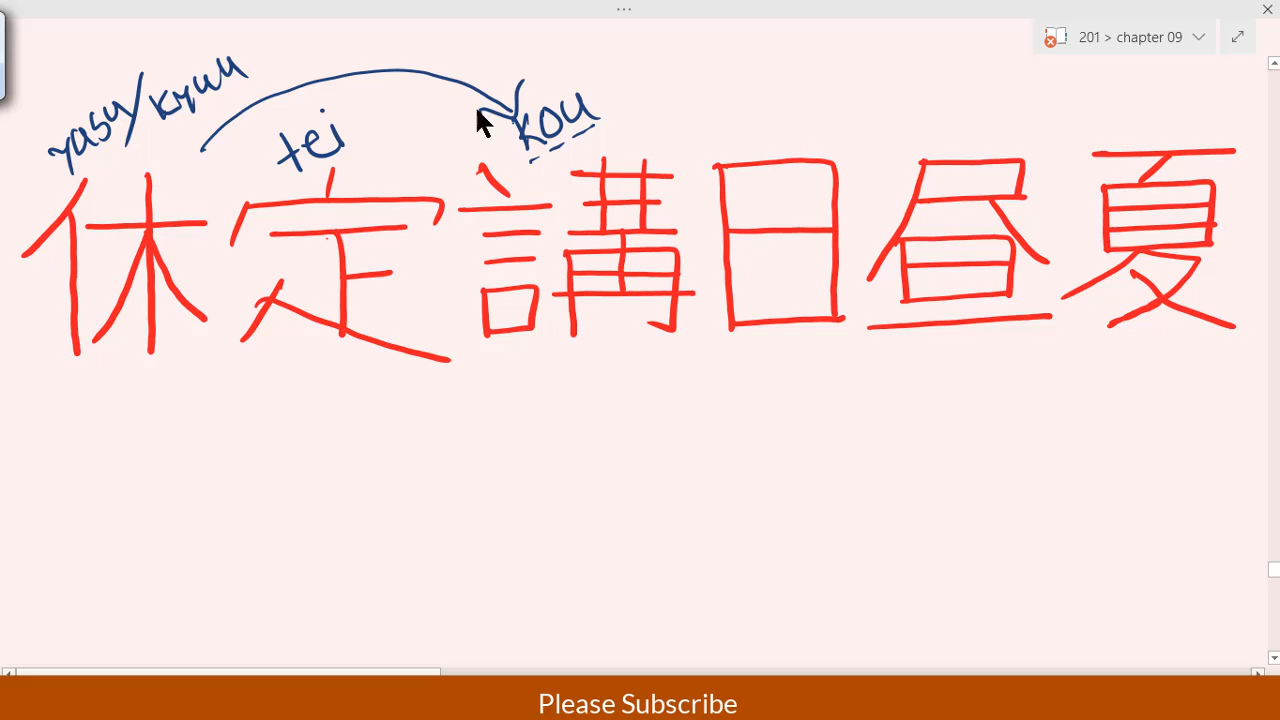 201 > chapter 09
yasu/kyuu
tei
kou
休定講日昼夏
Please Subscribe